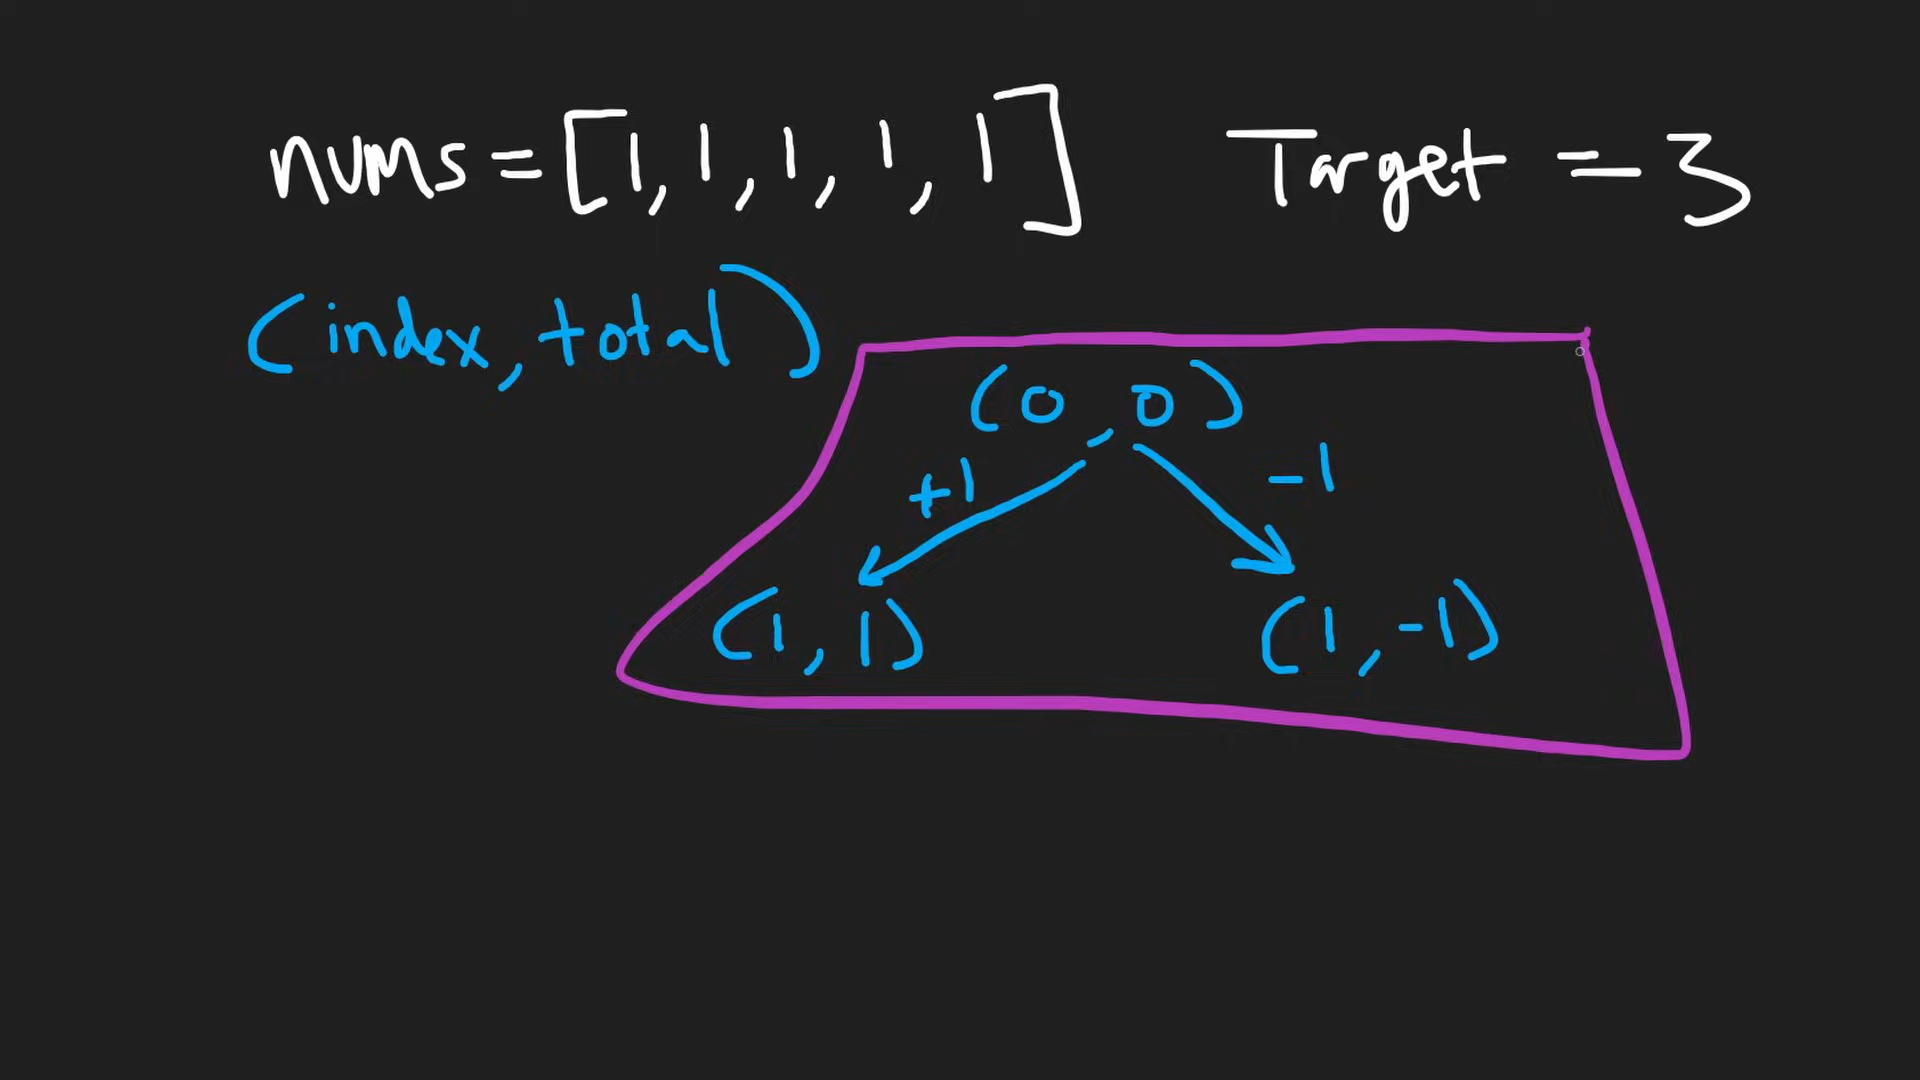 nums = [1, 1, 1, 1, 1] Target = 3
(index, total)
(0, 0)
+1 -1
(1, 1) (1, -1)